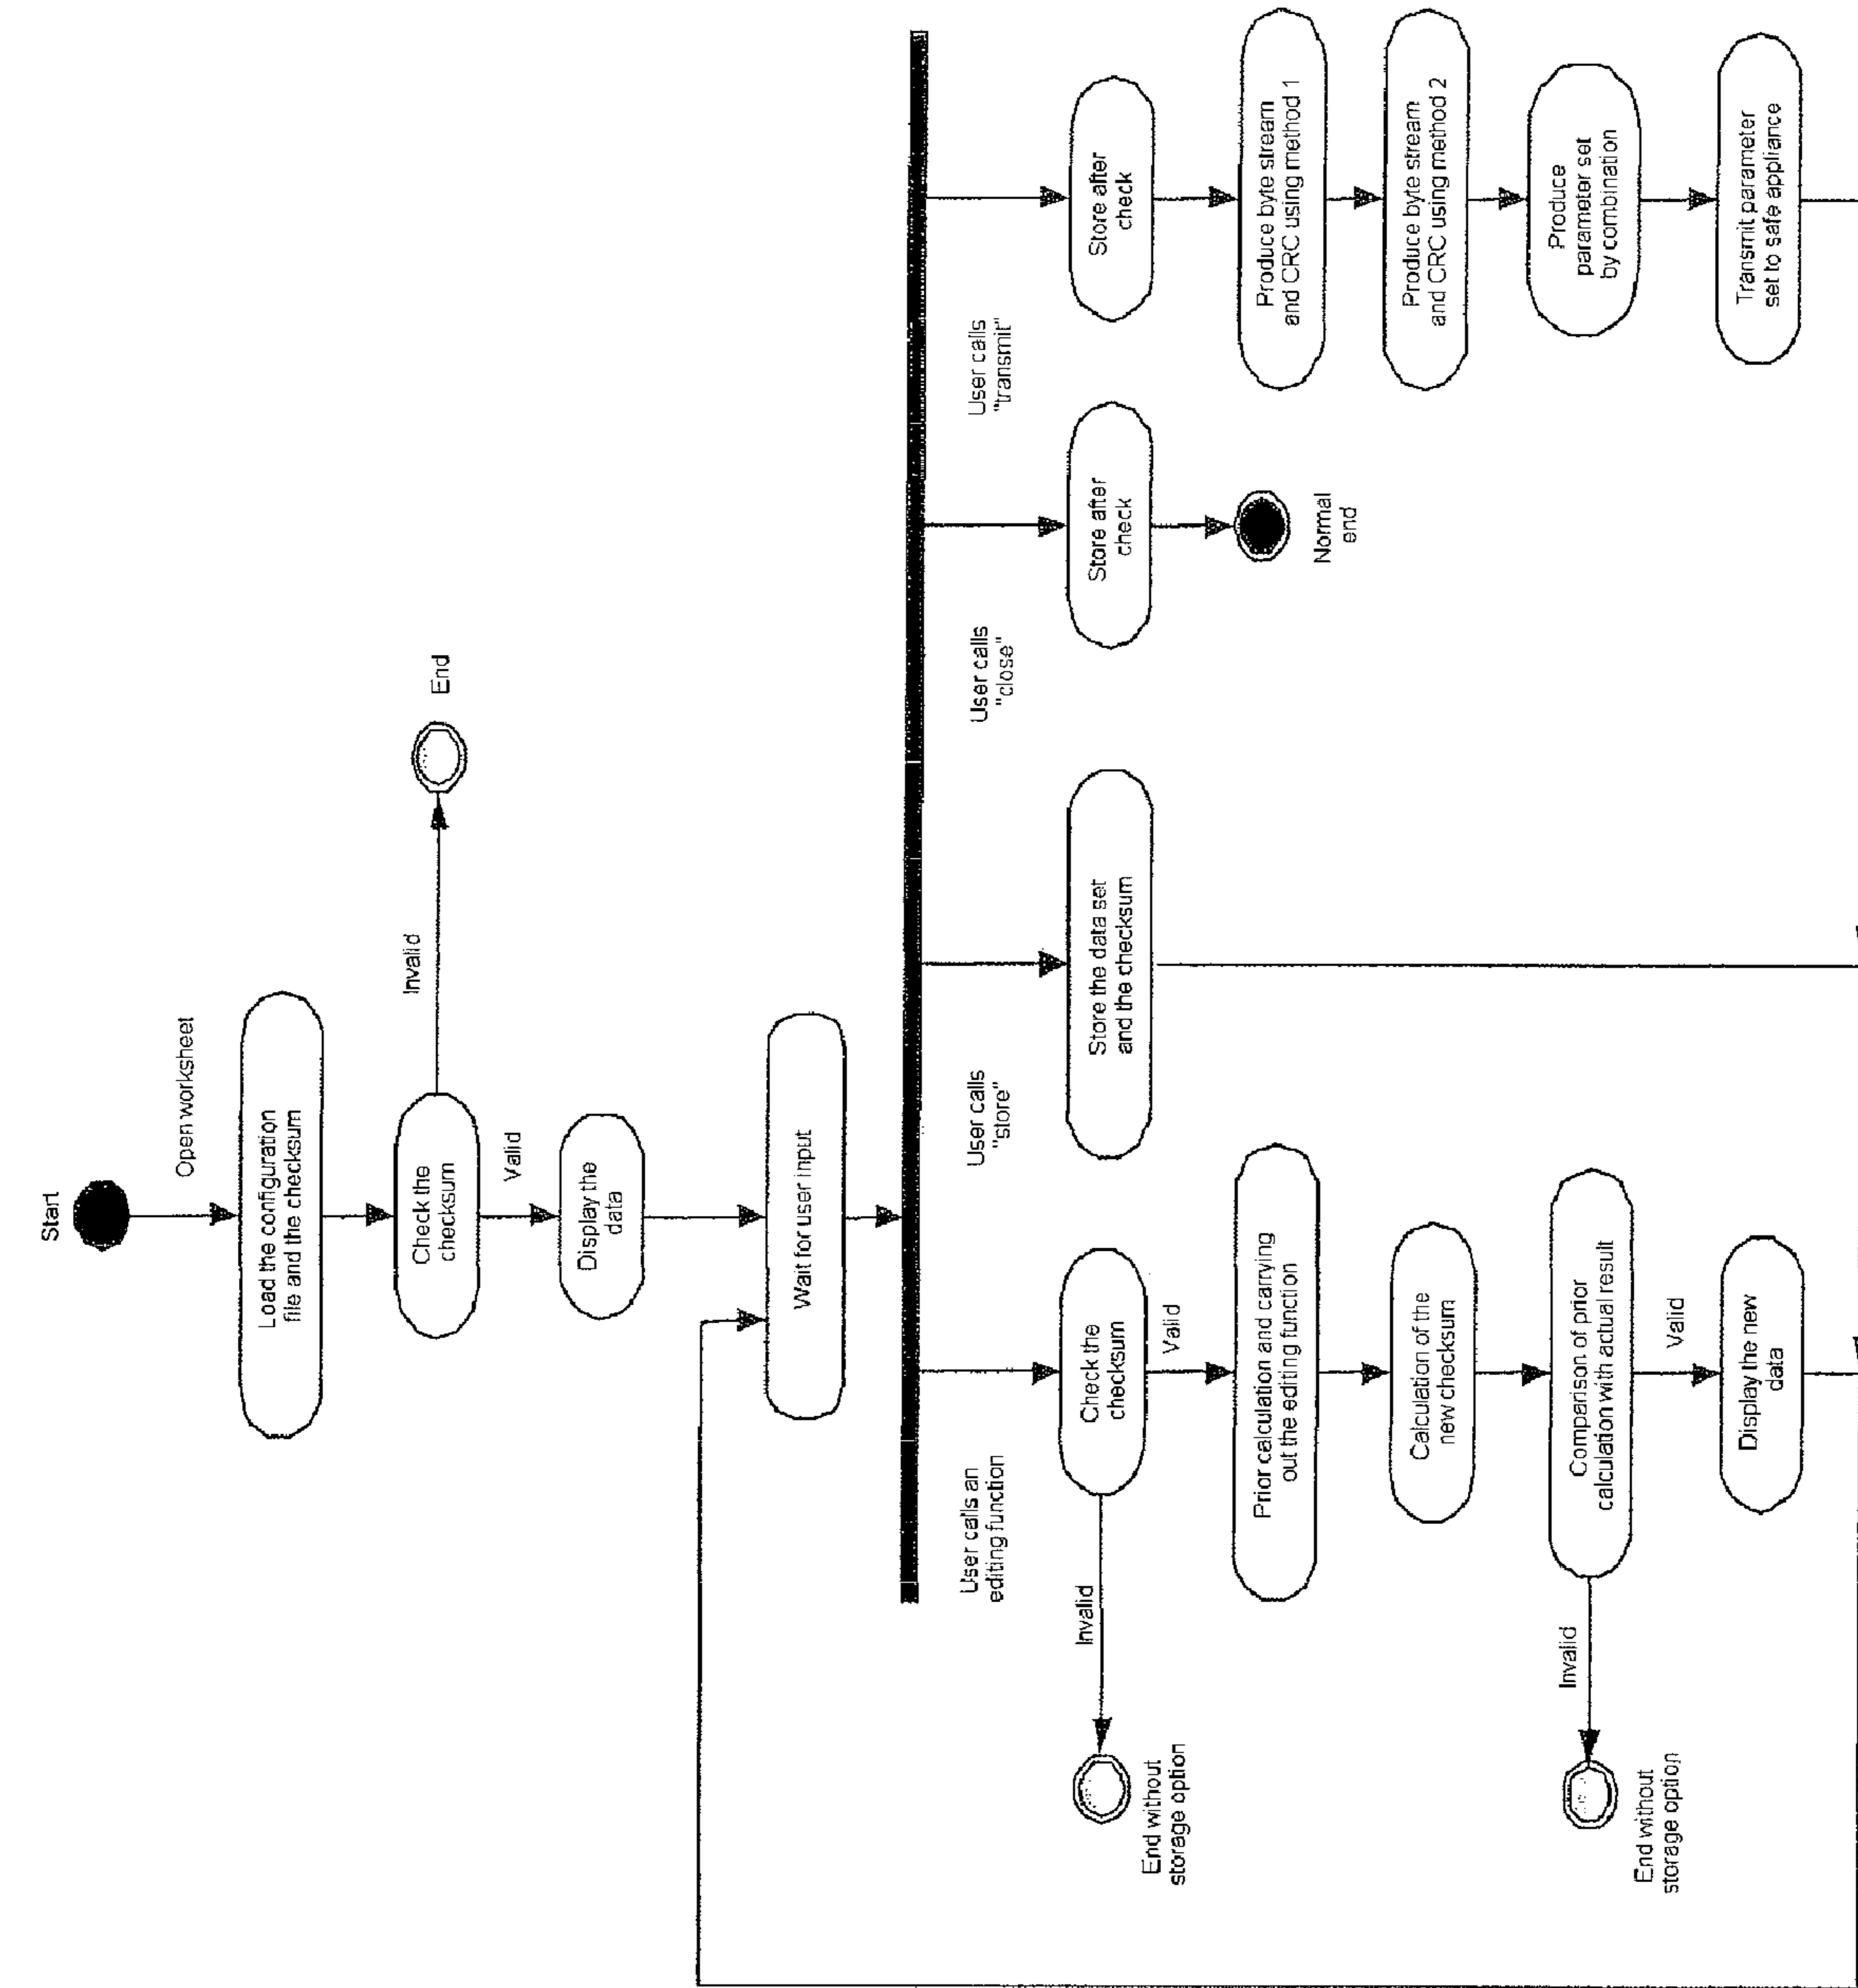 Start
Open worksheet
Load the configuration
file and the checksum
Check the
checksum
Invalid
End
Valid
Display the
data
Wait for user input
User calls an
editing function
User calls
"store"
User calls
"close"
User calls
"transmit"
Check the
checksum
Invalid
End without
storage option
Valid
Prior calculation and carrying
out the editing function
Calculation of the
new checksum
Comparison of prior
calculation with actual result
Invalid
End without
storage option
Valid
Display the new
data
Store the data set
and the checksum
Store after
check
Normal
end
Store after
check
Produce byte stream
and CRC using method 1
Produce byte stream
and CRC using method 2
Produce
parameter set
by combination
Transmit parameter
set to safe appliance